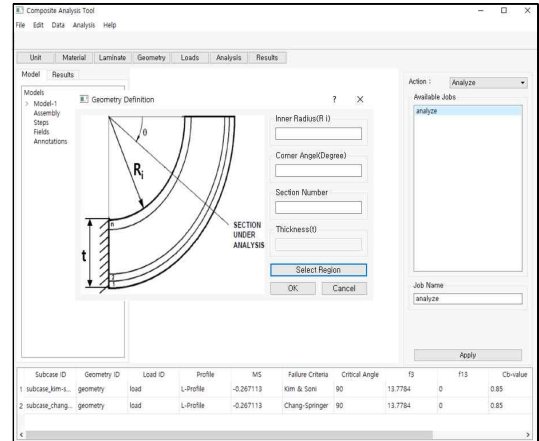 Composite Analysis Tool
File Edit Data Analysis Help
Unit Material Laminate Geometry Loads Analysis Results
Model Results
Models
> Model-1
Assembly
Steps
Fields
Annotations
Geometry Definition ? ×
θ
Ri
t
SECTION
UNDER
ANALYSIS
Inner Radius(R i)
Corner Angel(Degree)
Section Number
Thickness(t)
Select Region
OK Cancel
Action : Analyze
Available Jobs
analyze
Job Name
analyze
Apply
Subcase ID Geometry ID Load ID Profile MS Failure Criteria Critical Angle f3 f13 Cb-value
1 subcase_kim-s... geometry load L-Profile -0.267113 Kim & Soni 90 13.7784 0 0.85
2 subcase_chang... geometry load L-Profile -0.267113 Chang-Springer 90 13.7784 0 0.85